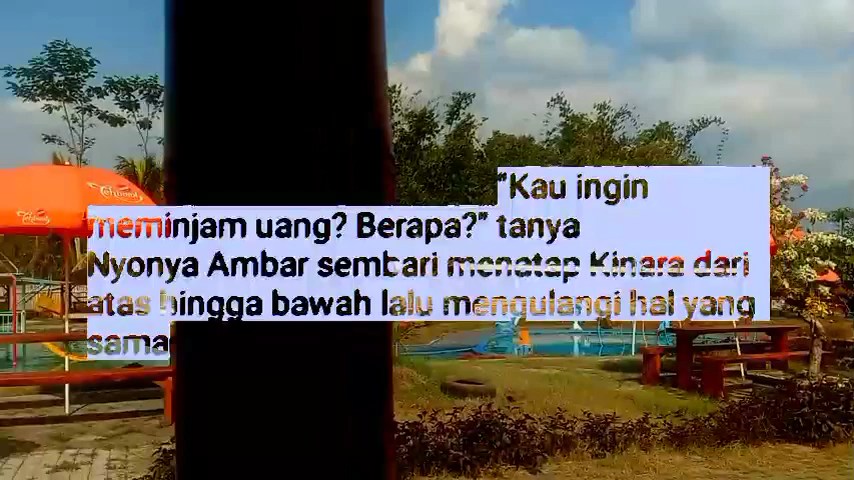 "Kau ingin
meminjam uang? Berapa?" tanya
Nyonya Ambar sembari menatap Kinara dari
atas hingga bawah lalu mengulangi hal yang
sama